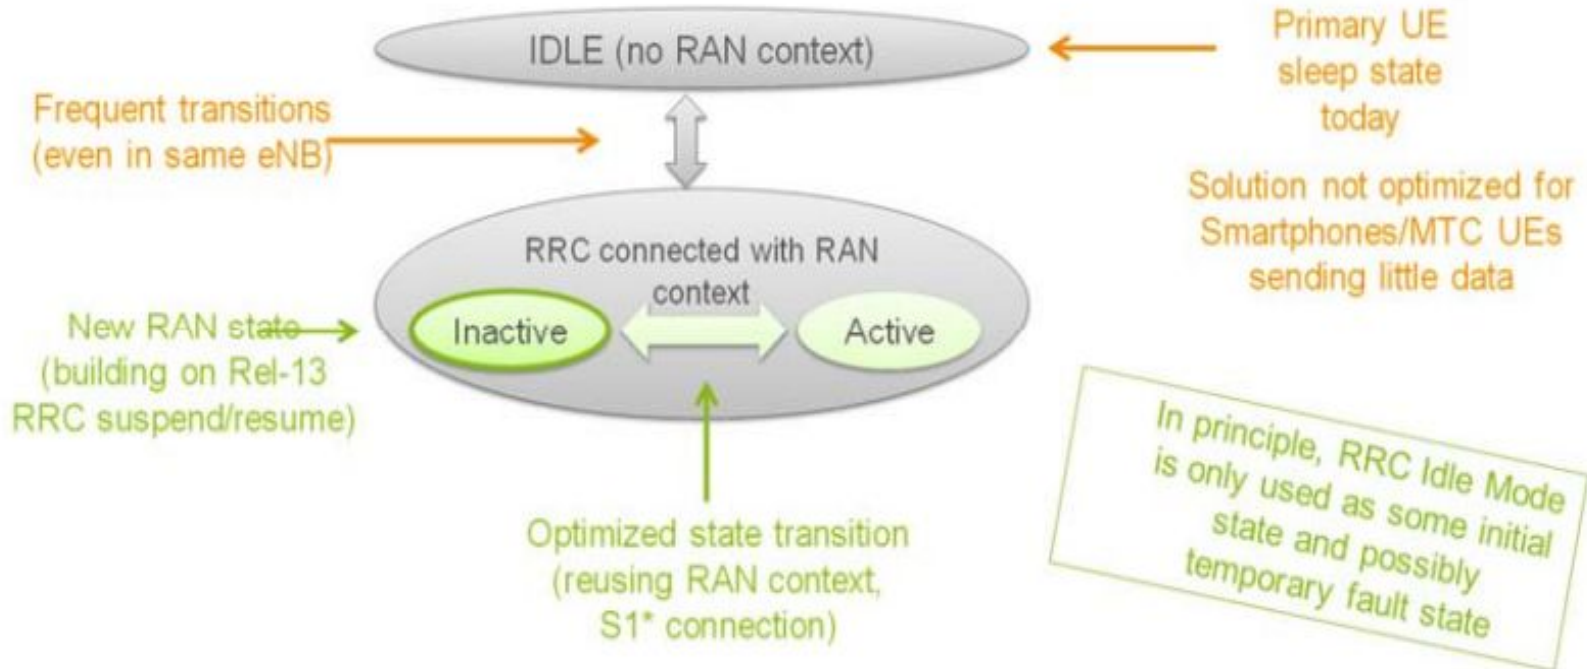 IDLE (no RAN context)
Primary UE
sleep state
today
Frequent transitions
(even in same eNB)
Solution not optimized for
Smartphones/MTC UEs
sending little data
RRC connected with RAN
context
Inactive
Active
New RAN state
(building on Rel-13
RRC suspend/resume)
Optimized state transition
(reusing RAN context,
S1* connection)
In principle, RRC Idle Mode
is only used as some initial
state and possibly
temporary fault state